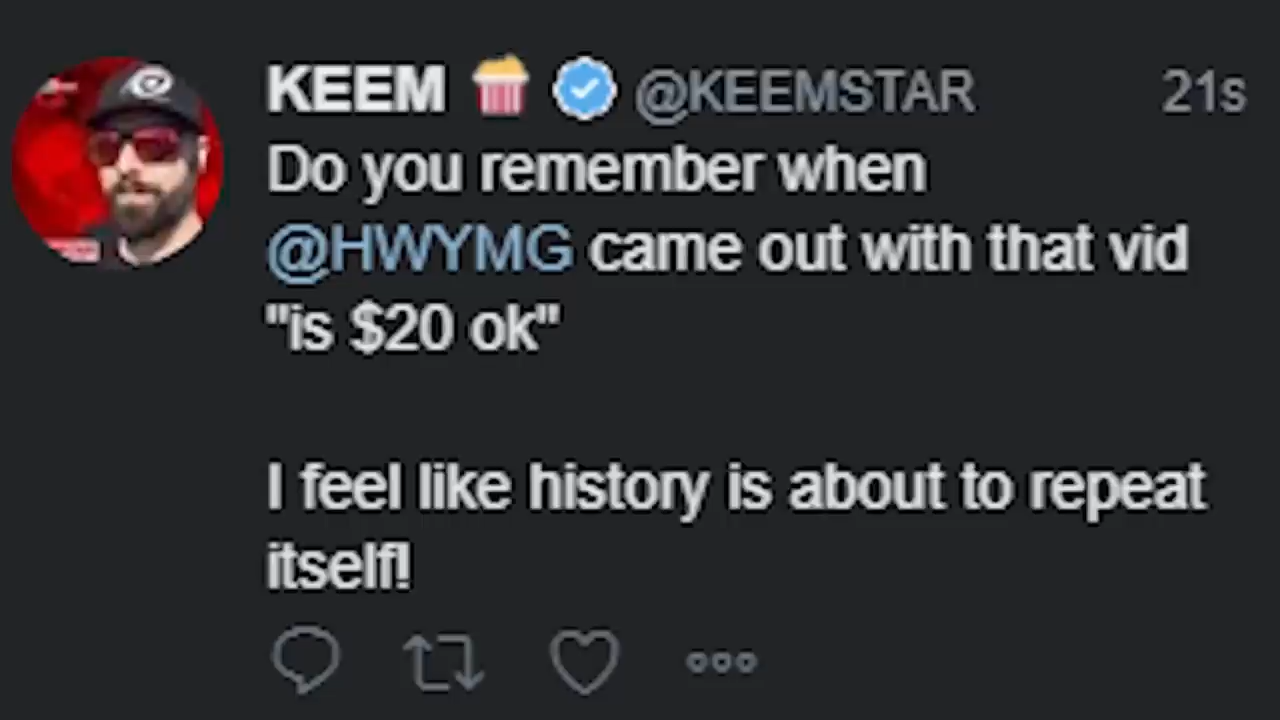 KEEM 🍿 @KEEMSTAR 21s
Do you remember when
@HWYMG came out with that vid
"is $20 ok"
I feel like history is about to repeat
itself!